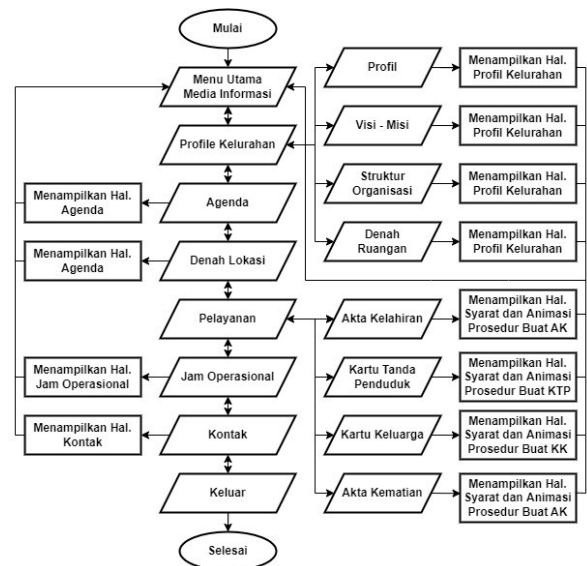 Mulai
Menu Utama
Media Informasi
Profile Kelurahan
Agenda
Denah Lokasi
Pelayanan
Jam Operasional
Kontak
Keluar
Selesai
Menampilkan Hal.
Agenda
Menampilkan Hal.
Agenda
Menampilkan Hal.
Jam Operasional
Menampilkan Hal.
Kontak
Profil
Menampilkan Hal.
Profil Kelurahan
Visi - Misi
Menampilkan Hal.
Profil Kelurahan
Struktur
Organisasi
Menampilkan Hal.
Profil Kelurahan
Denah
Ruangan
Menampilkan Hal.
Profil Kelurahan
Akta Kelahiran
Menampilkan Hal.
Syarat dan Animasi
Prosedur Buat AK
Kartu Tanda
Penduduk
Menampilkan Hal.
Syarat dan Animasi
Prosedur Buat KTP
Kartu Keluarga
Menampilkan Hal.
Syarat dan Animasi
Prosedur Buat KK
Akta Kematian
Menampilkan Hal.
Syarat dan Animasi
Prosedur Buat AK